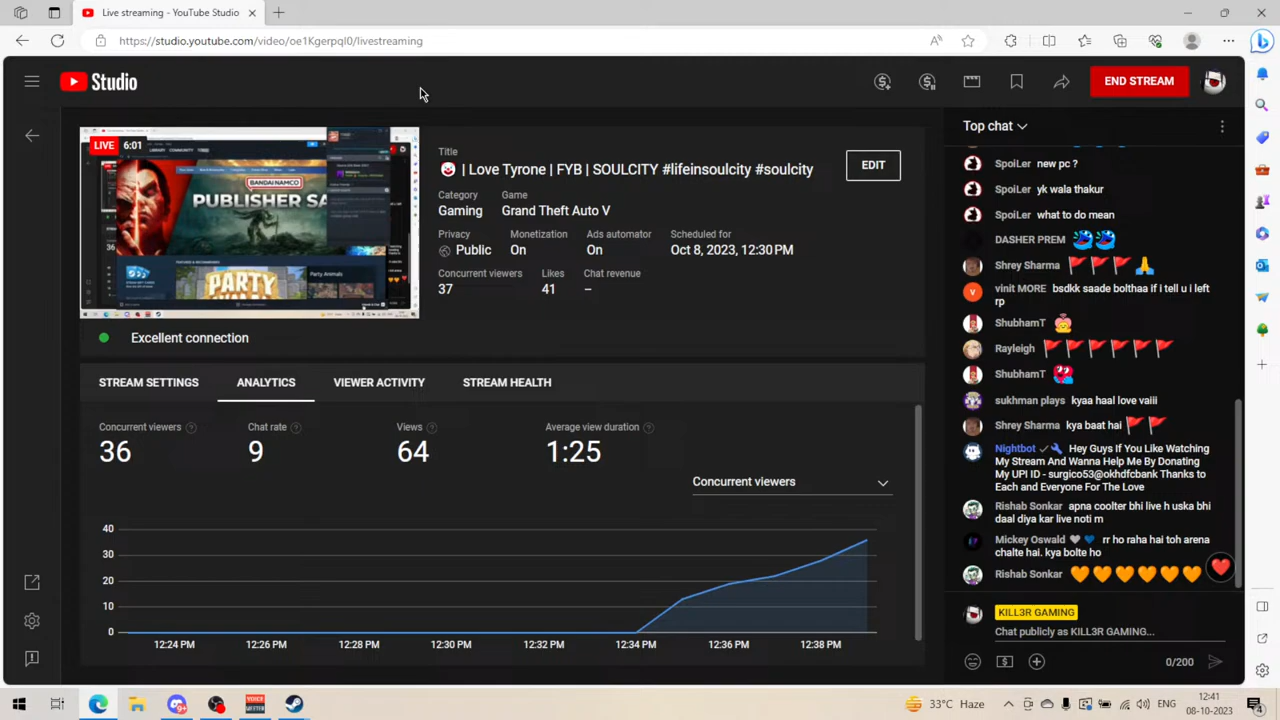 Live streaming - YouTube Studio
https://studio.youtube.com/video/oe1KgerpqI0/livestreaming
Studio
END STREAM
LIVE 6:01
BANDAI NAMCO
PUBLISHER SA
Party Animals
Title
| Love Tyrone | FYB | SOULCITY #lifeinsoulcity #soulcity
EDIT
Category Game
Gaming Grand Theft Auto V
Privacy Monetization Ads automator Scheduled for
Public On On Oct 8, 2023, 12:30 PM
Concurrent viewers Likes Chat revenue
37 41 –
Excellent connection
STREAM SETTINGS ANALYTICS VIEWER ACTIVITY STREAM HEALTH
Concurrent viewers Chat rate Views Average view duration
36 9 64 1:25
Concurrent viewers
40
30
20
10
0
12:24 PM 12:26 PM 12:28 PM 12:30 PM 12:32 PM 12:34 PM 12:36 PM 12:38 PM
Top chat
SpoiLer new pc ?
SpoiLer yk wala thakur
SpoiLer what to do mean
DASHER PREM 
Shrey Sharma 🚩🚩🚩🙏
V vinit MORE bsdkk saade bolthaa if i tell u i left
rp
ShubhamT
Rayleigh 🚩🚩🚩🚩🚩🚩
ShubhamT
sukhman plays kyaa haal love vaiii
Shrey Sharma kya baat hai 🚩🚩
Nightbot Hey Guys If You Like Watching
My Stream And Wanna Help Me By Donating
My UPI ID - surgico53@okhdfcbank Thanks to
Each and Everyone For The Love
Rishab Sonkar apna coolter bhi live h uska bhi
daal diya kar live noti m
Mickey Oswald 🤍💙 rr ho raha hai toh arena
chalte hai. kya bolte ho
Rishab Sonkar 🧡🧡🧡🧡🧡🧡
KILL3R GAMING
Chat publicly as KILL3R GAMING...
0/200
33°C Haze
ENG
12:41
08-10-2023
4